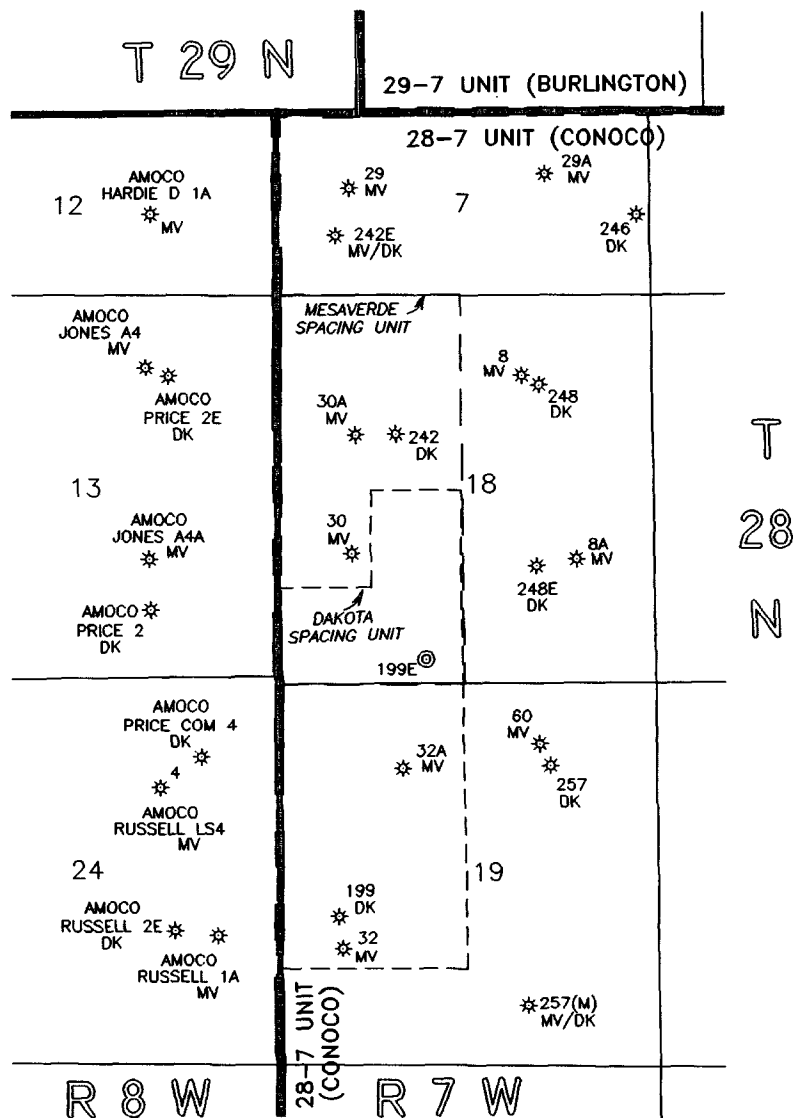 T 29 N
29-7 UNIT (BURLINGTON)
28-7 UNIT (CONOCO)
12
AMOCO
HARDIE D 1A
MV
29
MV
7
29A
MV
242E
MV/DK
246
DK
MESAVERDE
SPACING UNIT
AMOCO
JONES A4
MV
AMOCO
PRICE 2E
DK
8
MV
248
DK
30A
MV
242
DK
T
28
N
13
18
AMOCO
JONES A4A
MV
30
MV
8A
MV
248E
DK
AMOCO
PRICE 2
DK
DAKOTA
SPACING UNIT
199E
AMOCO
PRICE COM 4
DK
4
AMOCO
RUSSELL LS4
MV
32A
MV
60
MV
257
DK
24
19
AMOCO
RUSSELL 2E
DK
AMOCO
RUSSELL 1A
MV
199
DK
32
MV
257(M)
MV/DK
28-7 UNIT
(CONOCO)
R 8 W
R 7 W